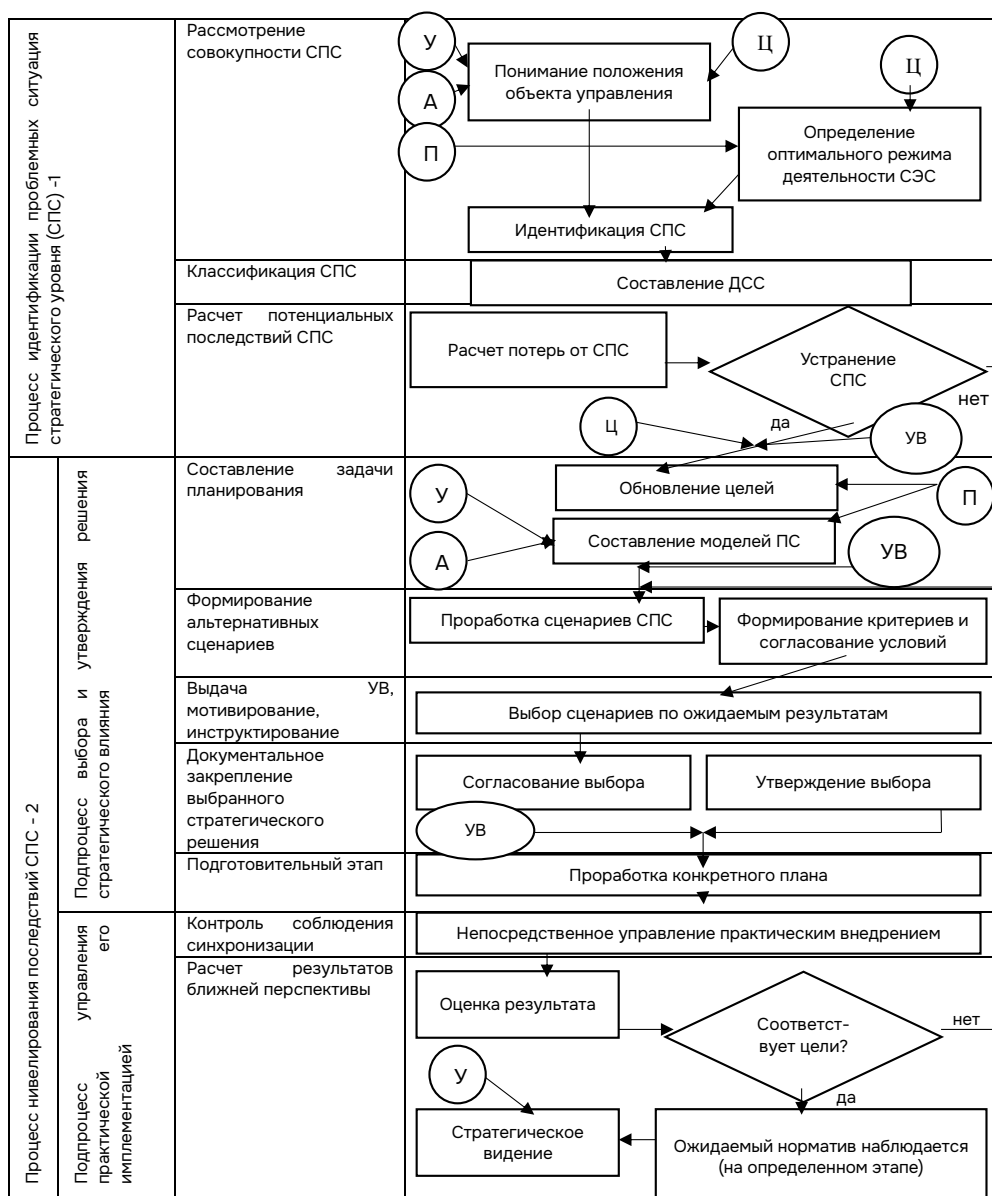 Процесс идентификации проблемных ситуация
стратегического уровня (СПС) -1
Рассмотрение
совокупности СПС
У
А
П
Понимание положения
объекта управления
Ц
Ц
Определение
оптимального режима
деятельности СЭС
Идентификация СПС
Классификация СПС
Составление ДСС
Расчет потенциальных
последствий СПС
Расчет потерь от СПС
Устранение
СПС
нет
да
Ц
УВ
Процесс нивелирования последствий СПС - 2
Подпроцесс выбора и утверждения решения
стратегического влияния
Составление задачи
планирования
У
А
Обновление целей
П
Составление моделей ПС
УВ
Формирование
альтернативных
сценариев
Проработка сценариев СПС
Формирование критериев и
согласование условий
Выдача УВ,
мотивирование,
инструктирование
Выбор сценариев по ожидаемым результатам
Документальное
закрепление
выбранного
стратегического
решения
Согласование выбора
Утверждение выбора
УВ
Подготовительный этап
Проработка конкретного плана
Подпроцесс управления его
практической
имплементацией
Контроль соблюдения
синхронизации
Непосредственное управление практическим внедрением
Расчет результатов
ближней перспективы
Оценка результата
Соответст-
вует цели?
нет
да
У
Стратегическое
видение
Ожидаемый норматив наблюдается
(на определенном этапе)